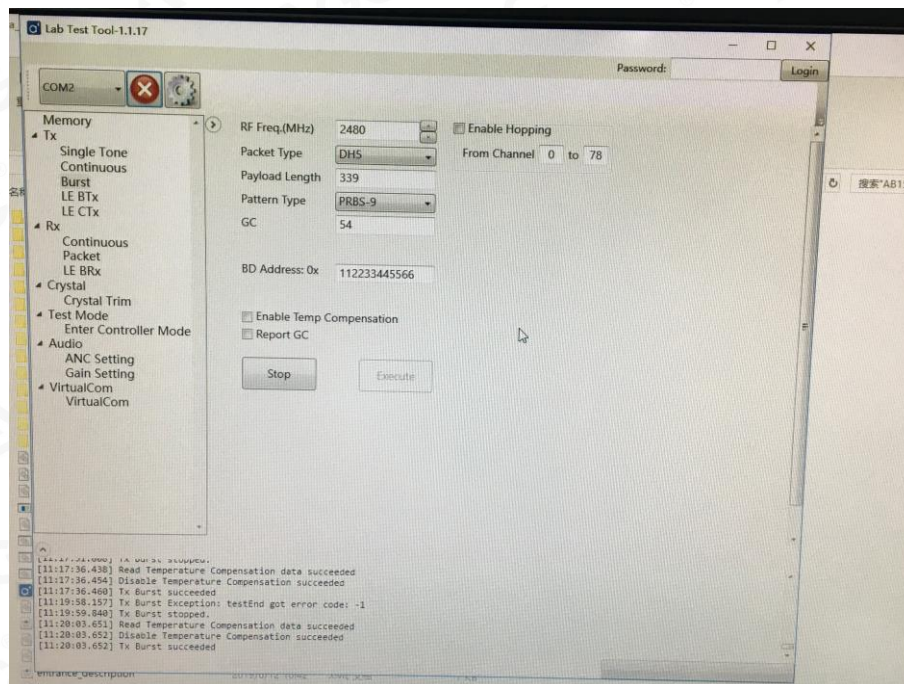 Lab Test Tool-1.1.17
Password:
Login
COM2
Memory
Tx
Single Tone
Continuous
Burst
LE BTx
LE CTx
Rx
Continuous
Packet
LE BRx
Crystal
Crystal Trim
Test Mode
Enter Controller Mode
Audio
ANC Setting
Gain Setting
VirtualCom
VirtualCom
RF Freq.(MHz) 2480
Enable Hopping
Packet Type DH5
From Channel 0 to 78
Payload Length 339
Pattern Type PRBS-9
GC 54
BD Address: 0x 112233445566
Enable Temp Compensation
Report GC
Stop Execute
搜索"AB1
Tx Burst stopped.
[11:17:36.438] Read Temperature Compensation data succeeded
[11:17:36.454] Disable Temperature Compensation succeeded
[11:17:36.460] Tx Burst succeeded
[11:19:58.157] Tx Burst Exception: testEnd got error code: -1
[11:19:59.840] Tx Burst stopped.
[11:20:03.651] Read Temperature Compensation data succeeded
[11:20:03.652] Disable Temperature Compensation succeeded
[11:20:03.652] Tx Burst succeeded
entrance_description